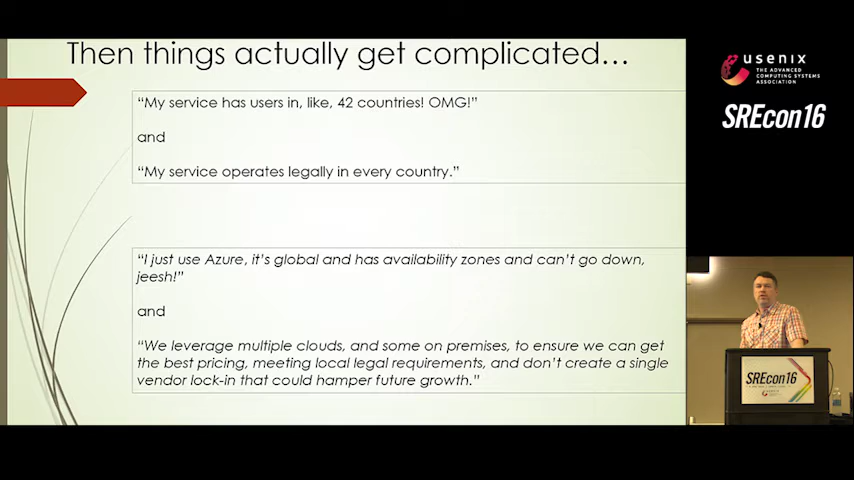 Then things actually get complicated...
“My service has users in, like, 42 countries! OMG!”
and
“My service operates legally in every country.”
“I just use Azure, it’s global and has availability zones and can’t go down,
jeesh!”
and
“We leverage multiple clouds, and some on premises, to ensure we can get
the best pricing, meeting local legal requirements, and don’t create a single
vendor lock-in that could hamper future growth.”
usenix
THE ADVANCED
COMPUTING SYSTEMS
ASSOCIATION
SREcon16
SREcon16